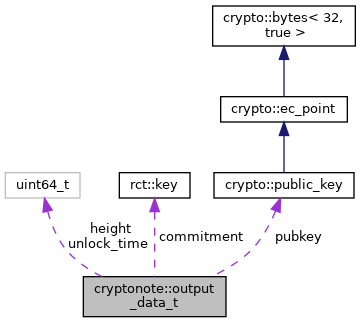 crypto::bytes< 32,
true >
crypto::ec_point
uint64_t
rct::key
crypto::public_key
height
unlock_time
commitment
pubkey
cryptonote::output
_data_t